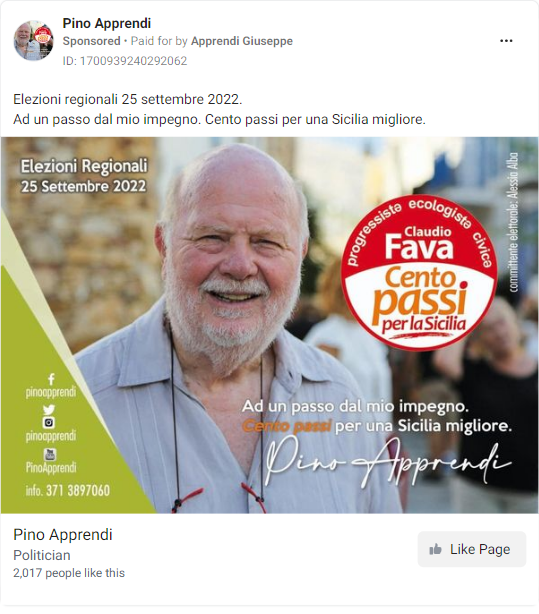 Pino Apprendi
Sponsored • Paid for by Apprendi Giuseppe
ID: 1700939240292062
Elezioni regionali 25 settembre 2022.
Ad un passo dal mio impegno. Cento passi per una Sicilia migliore.
Elezioni Regionali
25 Settembre 2022
committente elettorale: Alessia Alba
progressista ecologista civica
Claudio
Fava
Cento
passi
per la Sicilia
pinoapprendi
pinoapprendi
PinoApprendi
info. 371 3897060
Ad un passo dal mio impegno.
Cento passi per una Sicilia migliore.
Pino Apprendi
Pino Apprendi
Politician
2,017 people like this
Like Page